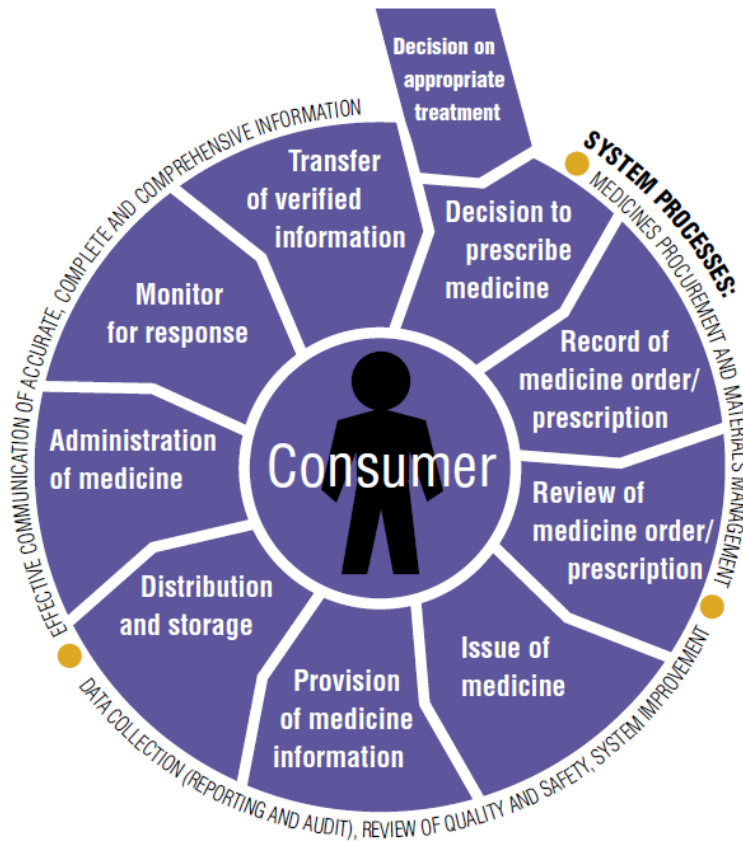 Decision on
appropriate
treatment
SYSTEM PROCESSES:
MEDICINES PROCUREMENT AND MATERIALS MANAGEMENT
Decision to
prescribe
medicine
Record of
medicine order/
prescription
Review of
medicine order/
prescription
Issue of
medicine
Provision
of medicine
information
Distribution
and storage
Administration
of medicine
Monitor
for response
Transfer
of verified
information
Consumer
DATA COLLECTION (REPORTING AND AUDIT), REVIEW OF QUALITY AND SAFETY, SYSTEM IMPROVEMENT
EFFECTIVE COMMUNICATION OF ACCURATE, COMPLETE AND COMPREHENSIVE INFORMATION